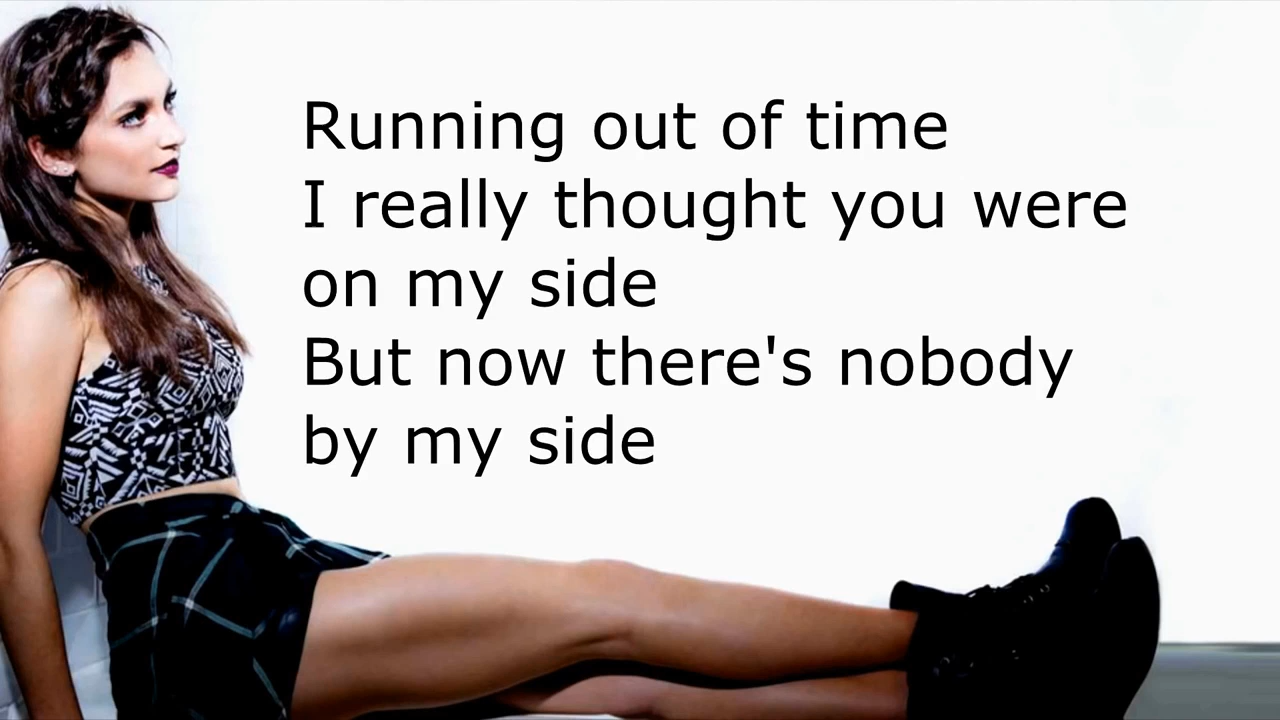 Running out of time
I really thought you were
on my side
But now there's nobody
by my side